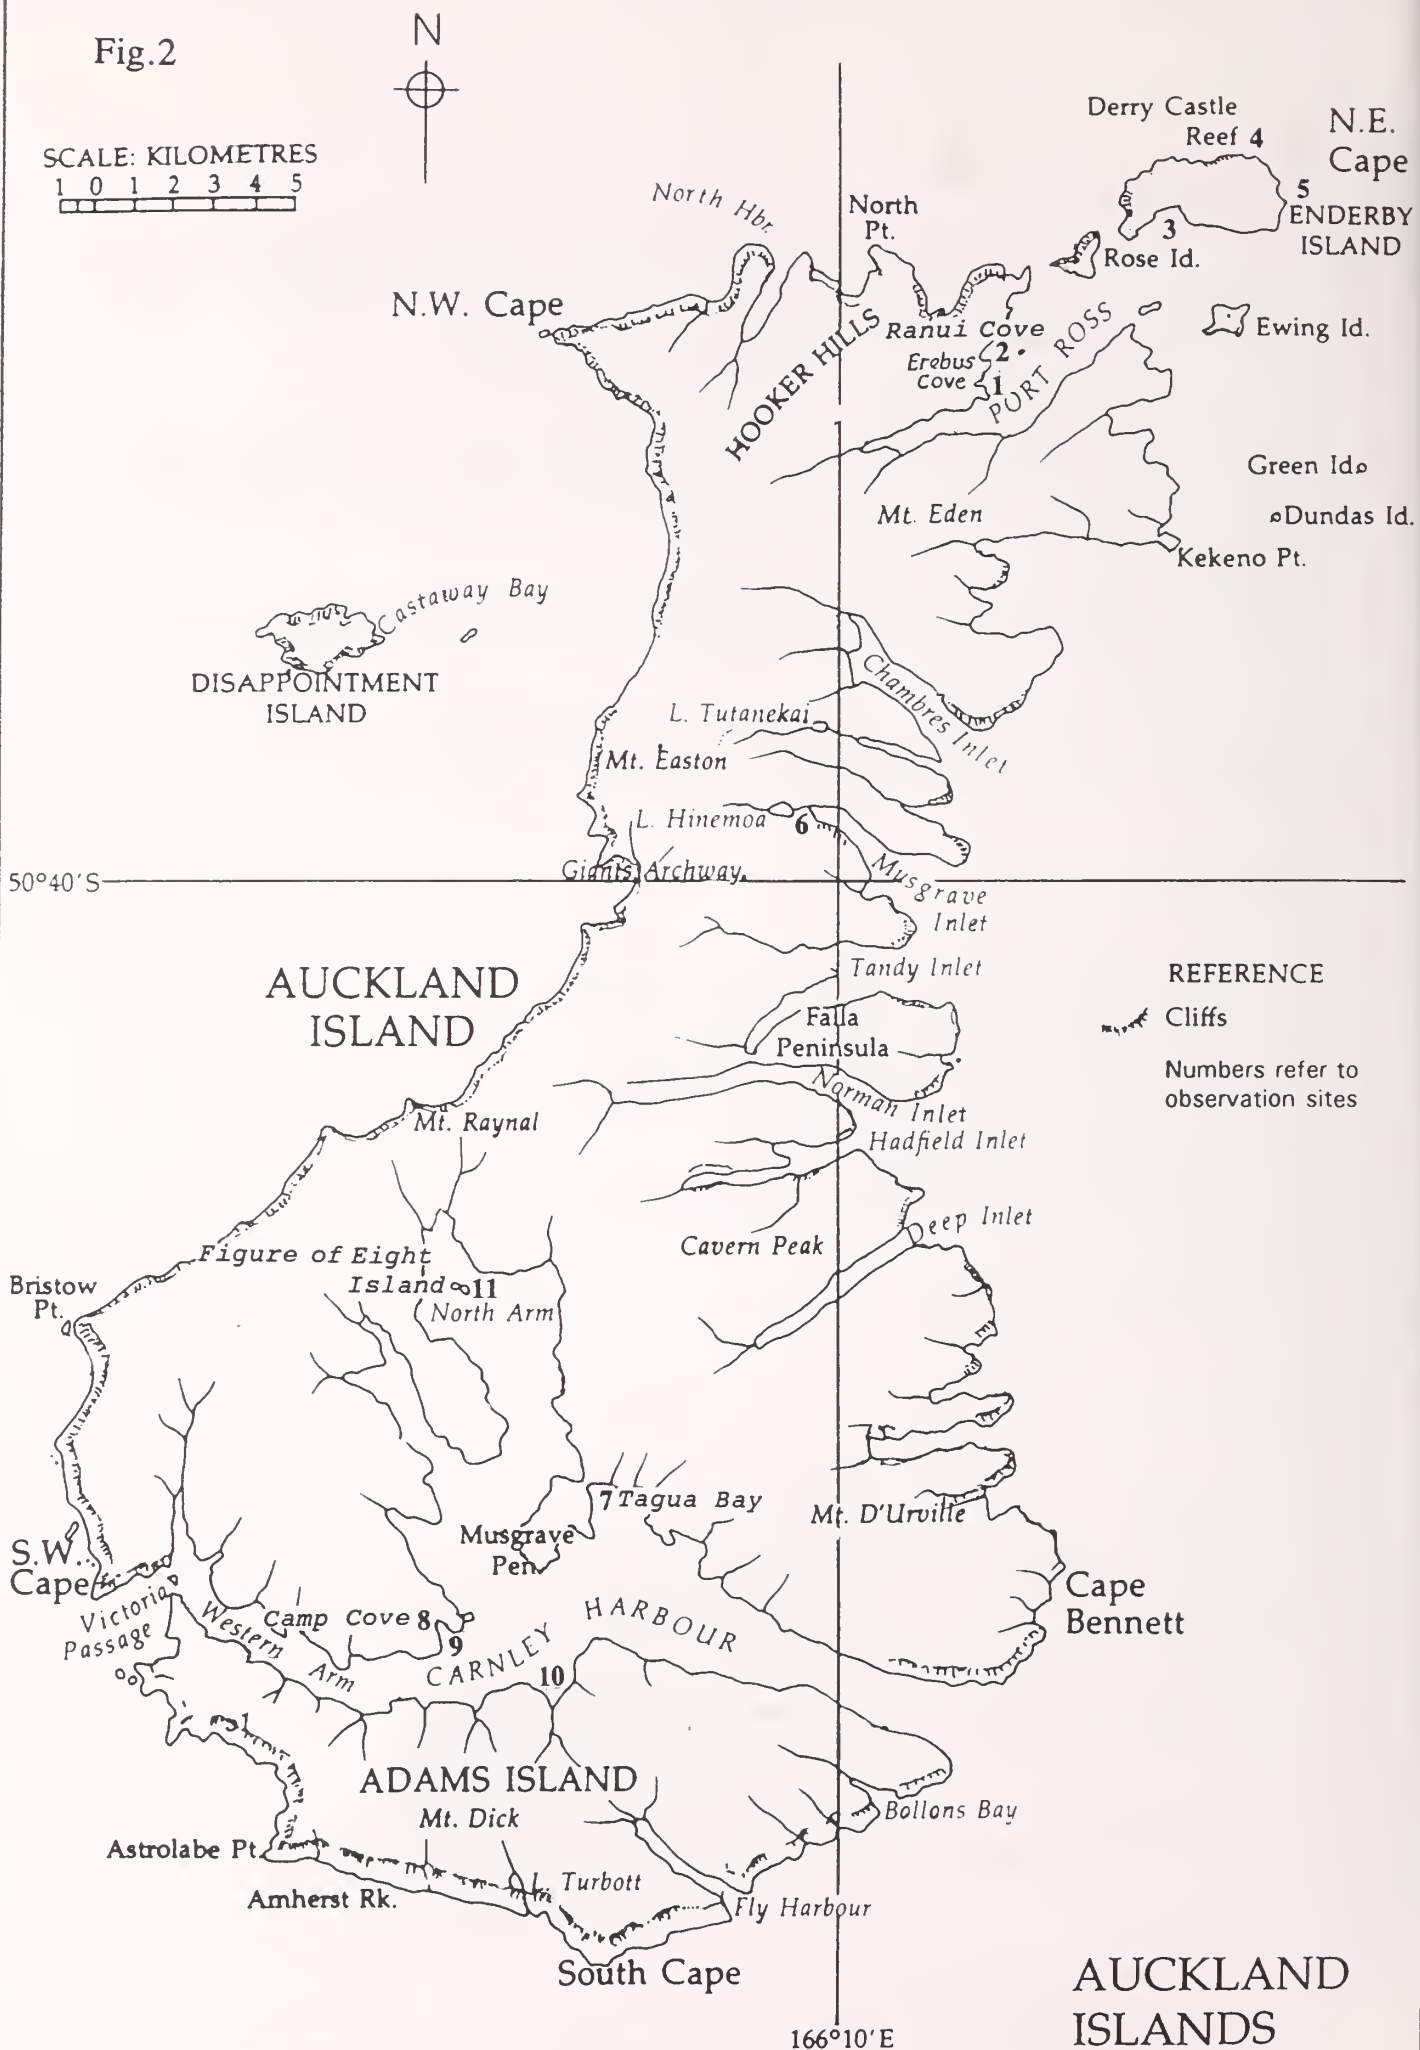 Fig.2
N
SCALE: KILOMETRES
1 0 1 2 3 4 5
Derry Castle
Reef 4
N.E.
Cape
5
ENDERBY
ISLAND
3
Rose Id.
North Hbr.
North
Pt.
N.W. Cape
HOOKER HILLS
Ranui Cove
2
Erebus
Cove
1
PORT ROSS
Ewing Id.
Green Id.
Dundas Id.
Mt. Eden
Kekeno Pt.
Castaway Bay
DISAPPOINTMENT
ISLAND
Chambres Inlet
L. Tutanekai
Mt. Easton
L. Hinemoa
6
Giants Archway
Musgrave
Inlet
50°40'S
AUCKLAND
ISLAND
Tandy Inlet
Falla
Peninsula
REFERENCE
Cliffs
Numbers refer to
observation sites
Norman Inlet
Mt. Raynal
Hadfield Inlet
Deep Inlet
Cavern Peak
Figure of Eight
Island 11
North Arm
Bristow
Pt.
7 Tagua Bay
Mt. D'Urville
Musgrave
Pen.
S.W.
Cape
Victoria
Passage
Western
Arm
Camp Cove 8
9
CARNLEY HARBOUR
10
Cape
Bennett
ADAMS ISLAND
Mt. Dick
Bollons Bay
Astrolabe Pt.
L. Turbott
Amherst Rk.
Fly Harbour
South Cape
166°10'E
AUCKLAND
ISLANDS